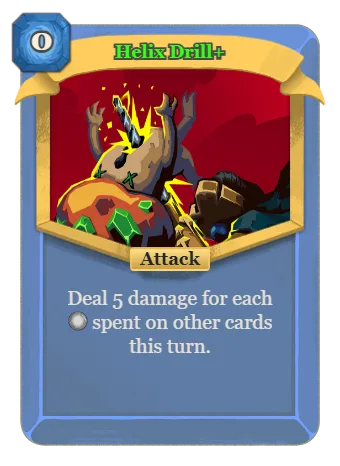 0
Helix Drill+
Attack
Deal 5 damage for each
spent on other cards
this turn.